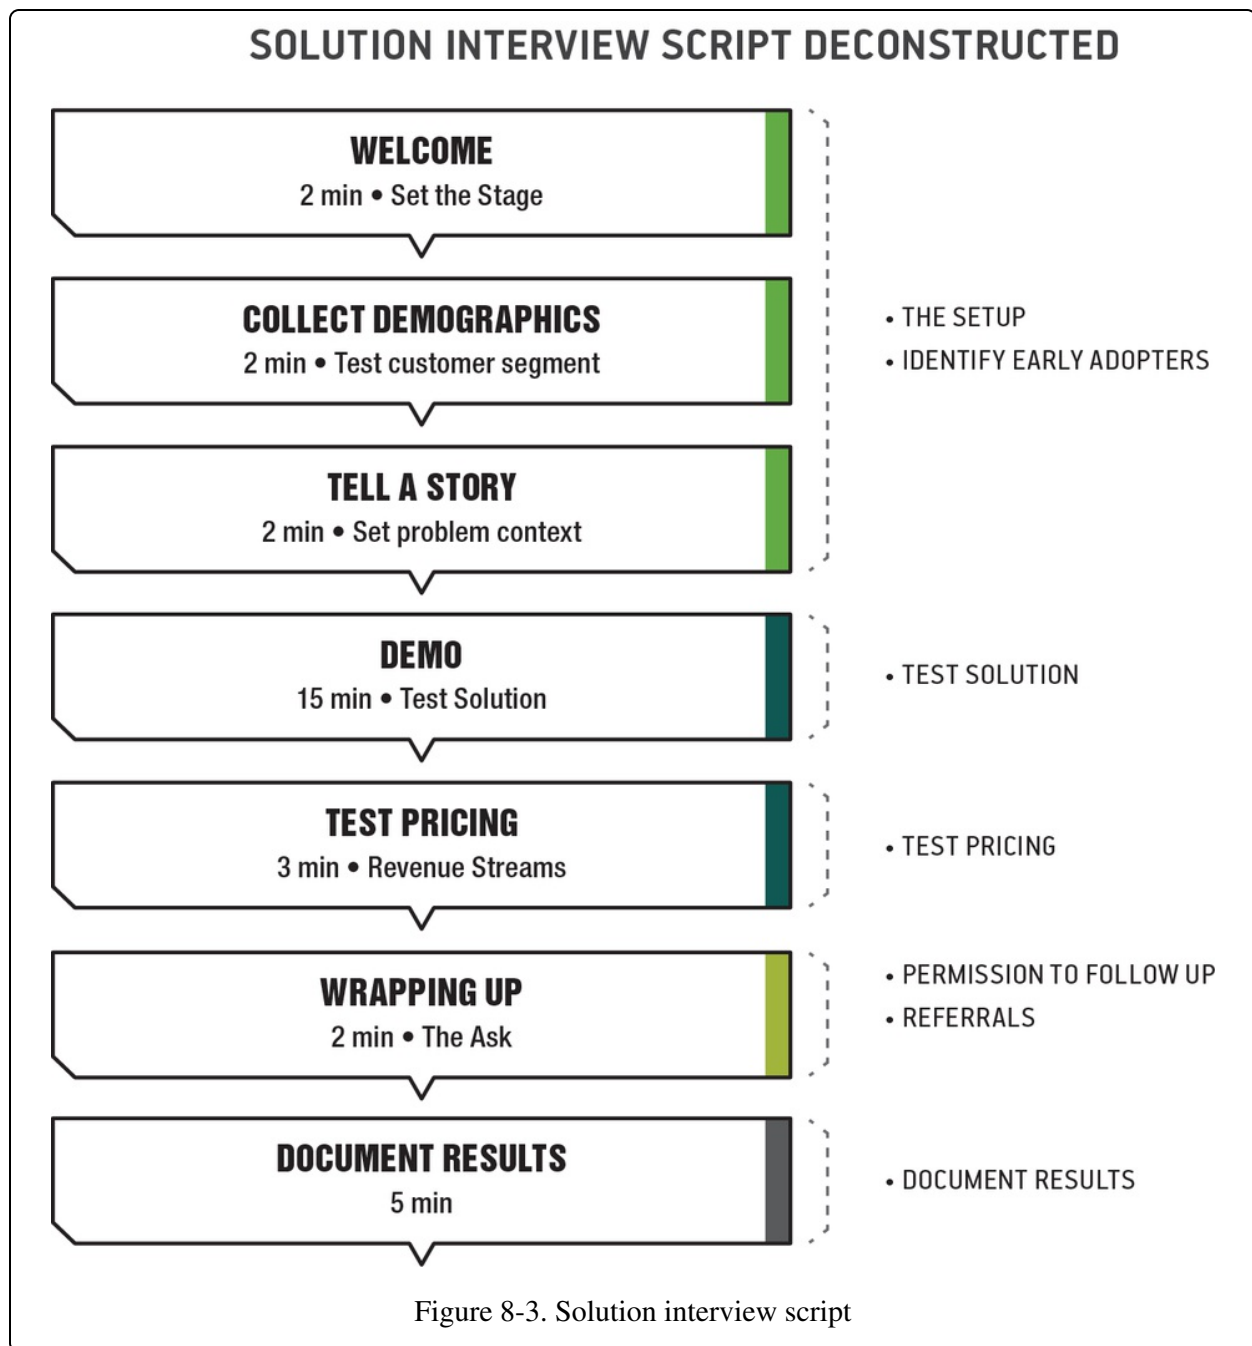 SOLUTION INTERVIEW SCRIPT DECONSTRUCTED
WELCOME
2 min • Set the Stage
COLLECT DEMOGRAPHICS
2 min • Test customer segment
• THE SETUP
• IDENTIFY EARLY ADOPTERS
TELL A STORY
2 min • Set problem context
DEMO
15 min • Test Solution
• TEST SOLUTION
TEST PRICING
3 min • Revenue Streams
• TEST PRICING
WRAPPING UP
2 min • The Ask
• PERMISSION TO FOLLOW UP
• REFERRALS
DOCUMENT RESULTS
5 min
• DOCUMENT RESULTS
Figure 8-3. Solution interview script